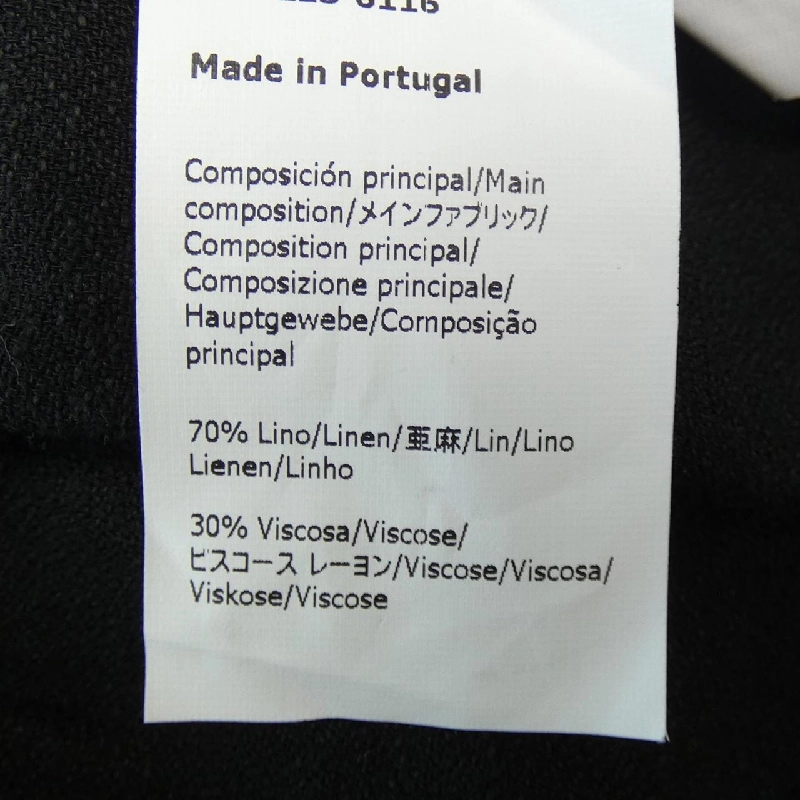 6116
Made in Portugal
Composición principal/Main
composition/メインファブリック/
Composition principal/
Composizione principale/
Hauptgewebe/Composição
principal
70% Lino/Linen/亜麻/Lin/Lino
Lienen/Linho
30% Viscosa/Viscose/
ビスコース レーヨン/Viscose/Viscosa/
Viskose/Viscose